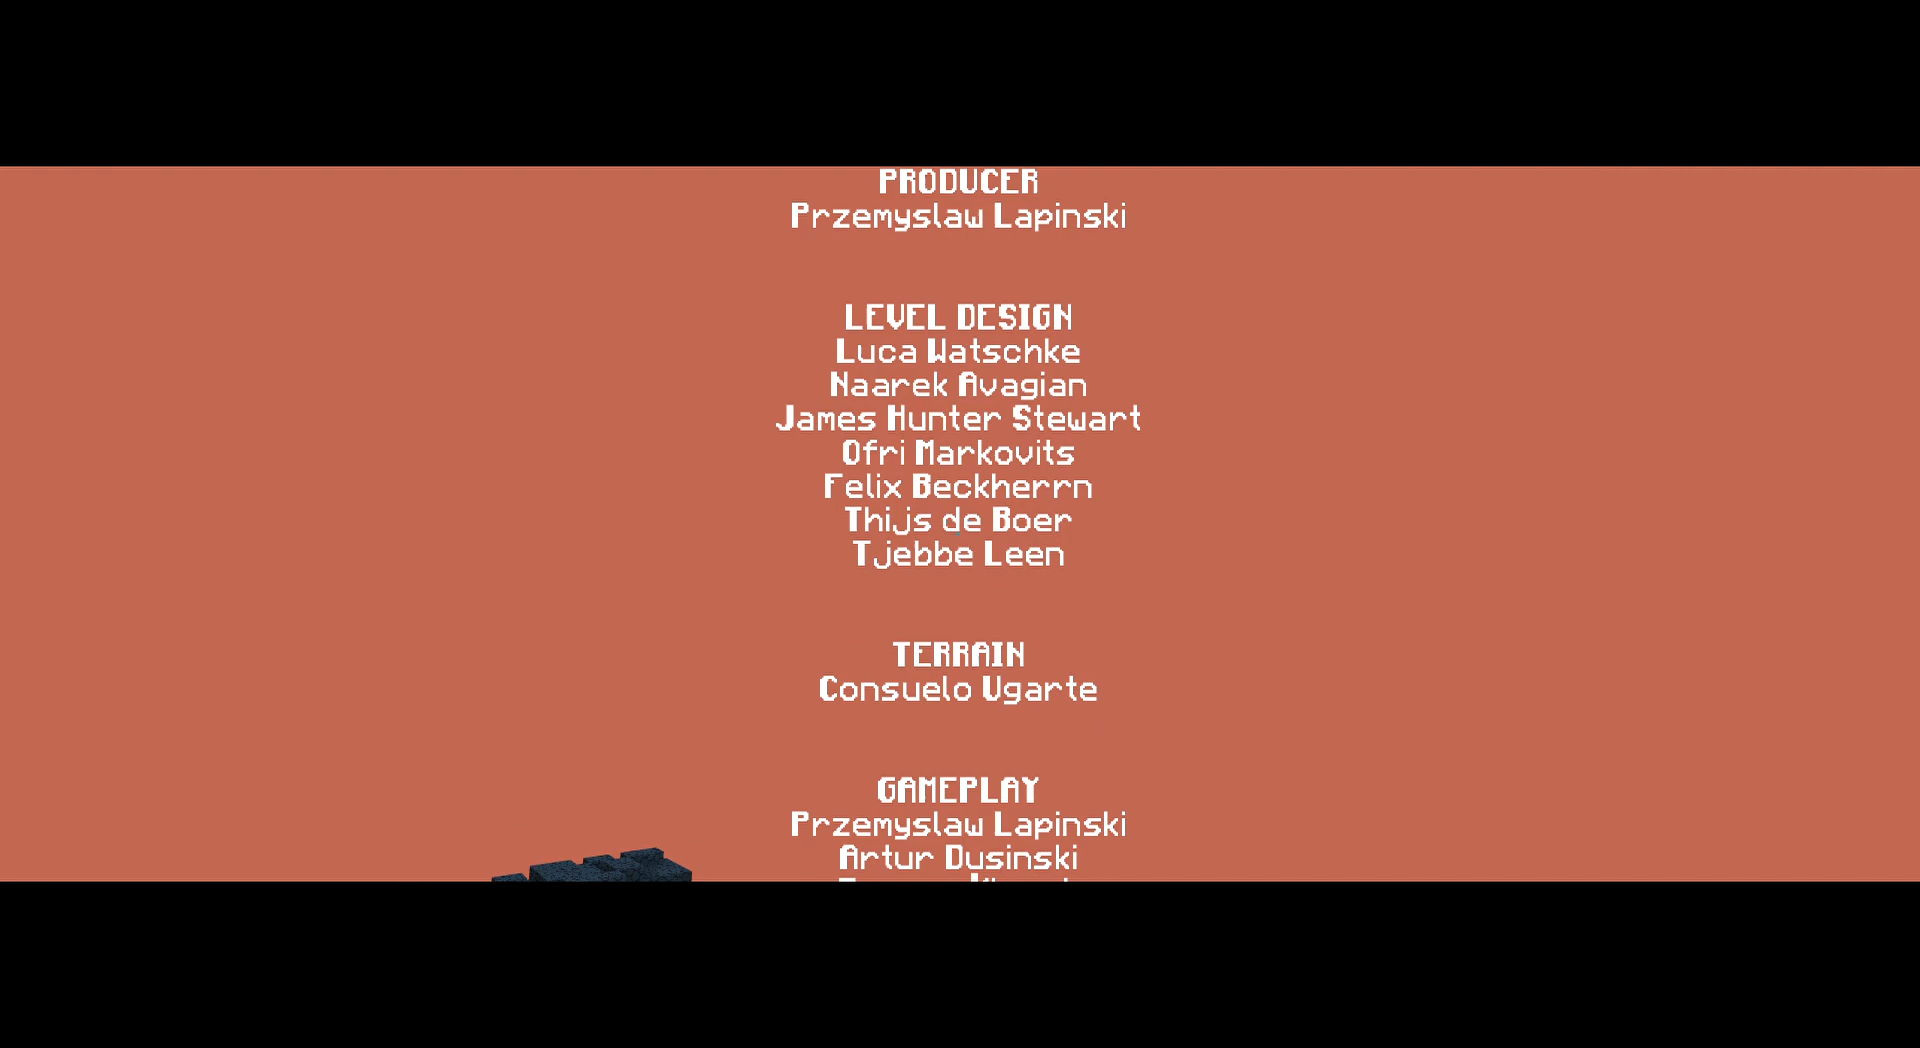 PRODUCER
Przemyslaw Lapinski
LEVEL DESIGN
Luca Watschke
Naarek Avagian
James Hunter Stewart
Ofri Markovits
Felix Beckherrn
Thijs de Boer
Tjebbe Leen
TERRAIN
Consuelo Ugarte
GAMEPLAY
Przemyslaw Lapinski
Artur Dusinski